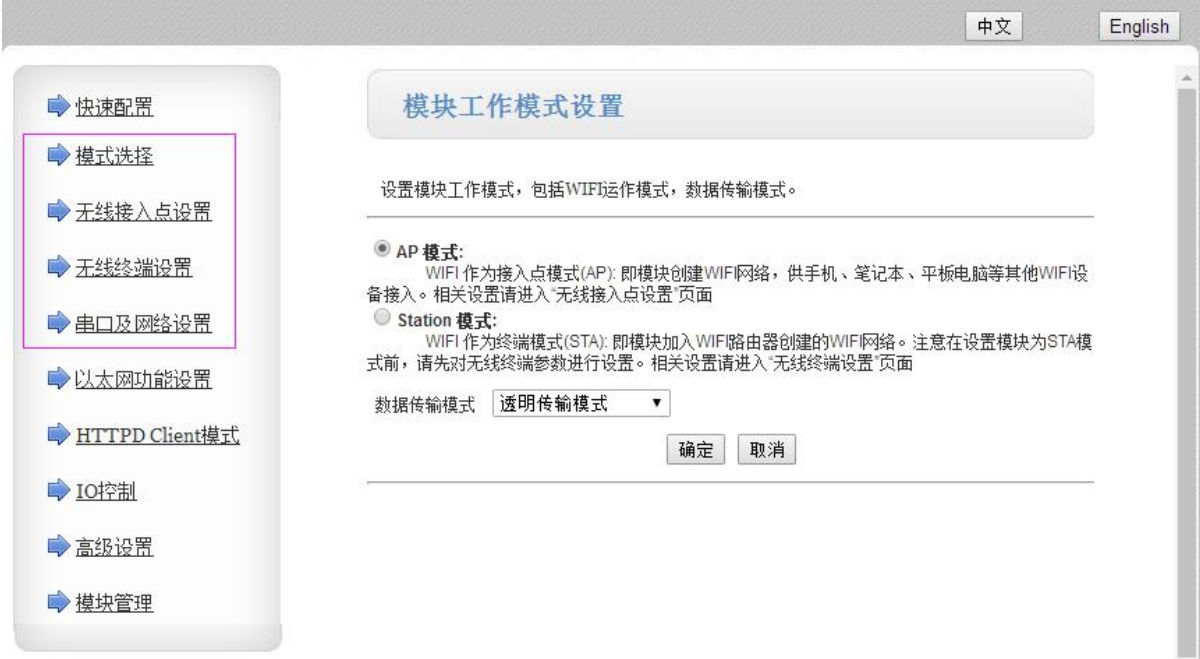 中文
English
快速配置
模式选择
无线接入点设置
无线终端设置
串口及网络设置
以太网功能设置
HTTPD Client模式
IO控制
高级设置
模块管理
模块工作模式设置
设置模块工作模式，包括WIFI运作模式，数据传输模式。
AP 模式:
WIFI 作为接入点模式(AP): 即模块创建WIFI网络，供手机、笔记本、平板电脑等其他WIFI设
备接入。相关设置请进入“无线接入点设置”页面
Station 模式:
WIFI 作为终端模式(STA): 即模块加入WIFI路由器创建的WIFI网络。注意在设置模块为STA模
式前，请先对无线终端参数进行设置。相关设置请进入“无线终端设置”页面
数据传输模式 透明传输模式
确定 取消